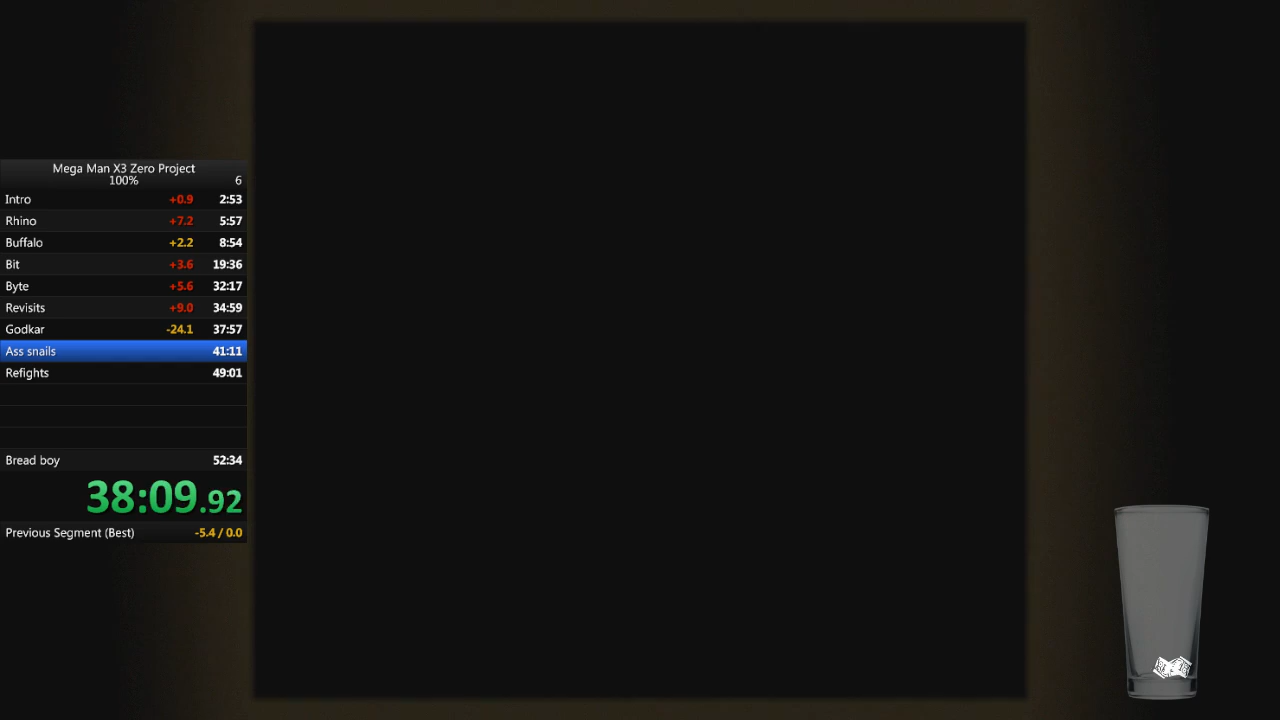 Mega Man X3 Zero Project
100% 6
Intro +0.9 2:53
Rhino +7.2 5:57
Buffalo +2.2 8:54
Bit +3.6 19:36
Byte +5.6 32:17
Revisits +9.0 34:59
Godkar -24.1 37:57
Ass snails 41:11
Refights 49:01
Bread boy 52:34
38:09.92
Previous Segment (Best) -5.4 / 0.0